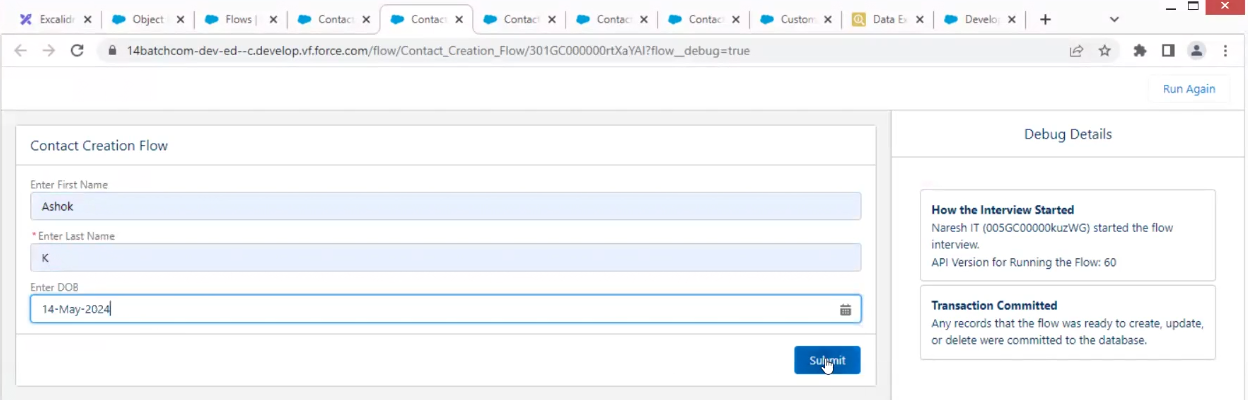 Excalidr
Object
Flows |
Contac
Contac
Contac
Contac
Contac
Custom
Data Ex
Develop
14batchcom-dev-ed--c.develop.vf.force.com/flow/Contact_Creation_Flow/301GC000000rtXaYAI?flow__debug=true
Run Again
Contact Creation Flow
Enter First Name
Ashok
*Enter Last Name
K
Enter DOB
14-May-2024
Submit
Debug Details
How the Interview Started
Naresh IT (005GC00000kuzWG) started the flow
interview.
API Version for Running the Flow: 60
Transaction Committed
Any records that the flow was ready to create, update,
or delete were committed to the database.